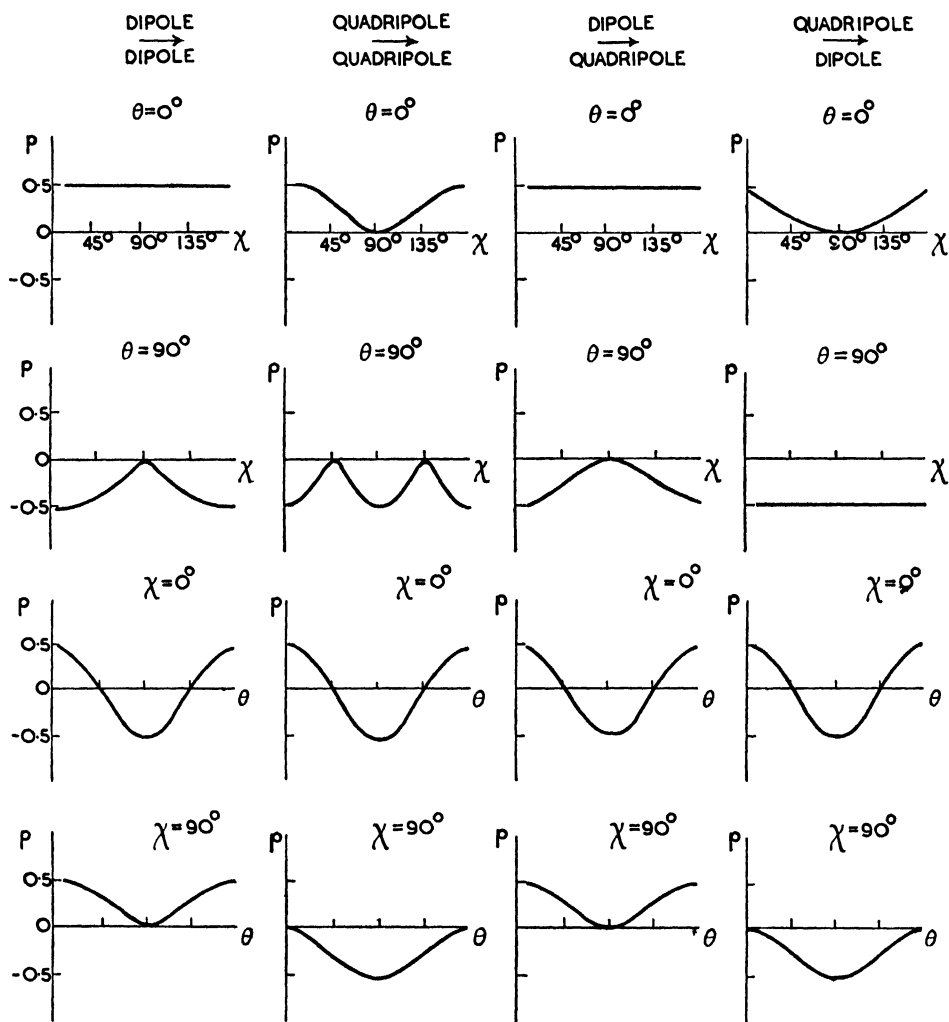 DIPOLE → DIPOLE
QUADRIPOLE → QUADRIPOLE
DIPOLE → QUADRIPOLE
QUADRIPOLE → DIPOLE
θ=0° θ=0° θ=0° θ=0°
P P P P
0·5
0 45° 90° 135° χ 45° 90° 135° χ 45° 90° 135° χ 45° 90° 135° χ
-0·5
θ=90° θ=90° θ=90° θ=90°
P P P P
0·5
0 χ χ χ χ
-0·5
χ=0° χ=0° χ=0° χ=0°
P P P P
0·5
0 θ θ θ θ
-0·5
χ=90° χ=90° χ=90° χ=90°
P P P P
0·5
0 θ θ θ θ
-0·5